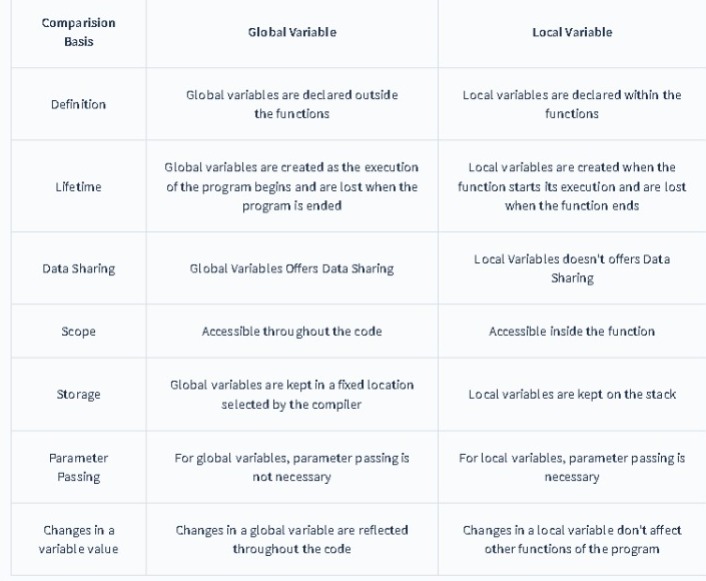 Comparision
Basis
Global Variable
Local Variable
Definition
Global variables are declared outside
the functions
Local variables are declared within the
functions
Lifetime
Global variables are created as the execution
of the program begins and are lost when the
program is ended
Local variables are created when the
function starts its execution and are lost
when the function ends
Data Sharing
Global Variables Offers Data Sharing
Local Variables doesn't offers Data
Sharing
Scope
Accessible throughout the code
Accessible inside the function
Storage
Global variables are kept in a fixed location
selected by the compiler
Local variables are kept on the stack
Parameter
Passing
For global variables, parameter passing is
not necessary
For local variables, parameter passing is
necessary
Changes in a
variable value
Changes in a global variable are reflected
throughout the code
Changes in a local variable don't affect
other functions of the program